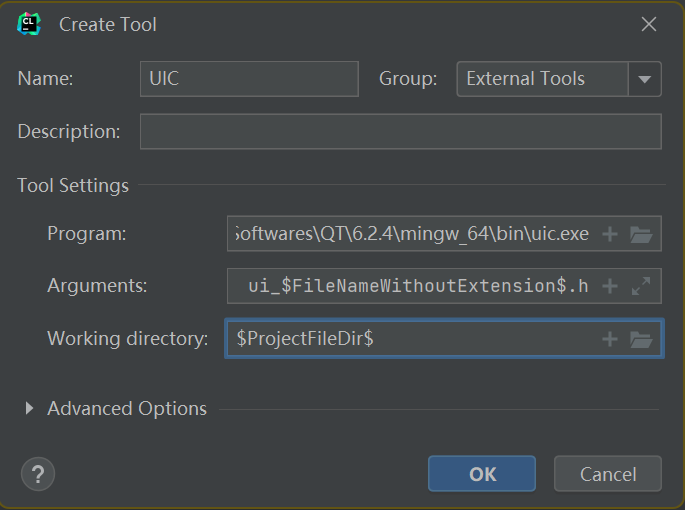 CL
Create Tool
Name: UIC Group: External Tools
Description:
Tool Settings
Program: Softwares\QT\6.2.4\mingw_64\bin\uic.exe
Arguments: ui_$FileNameWithoutExtension$.h
Working directory: $ProjectFileDir$
Advanced Options
? OK Cancel